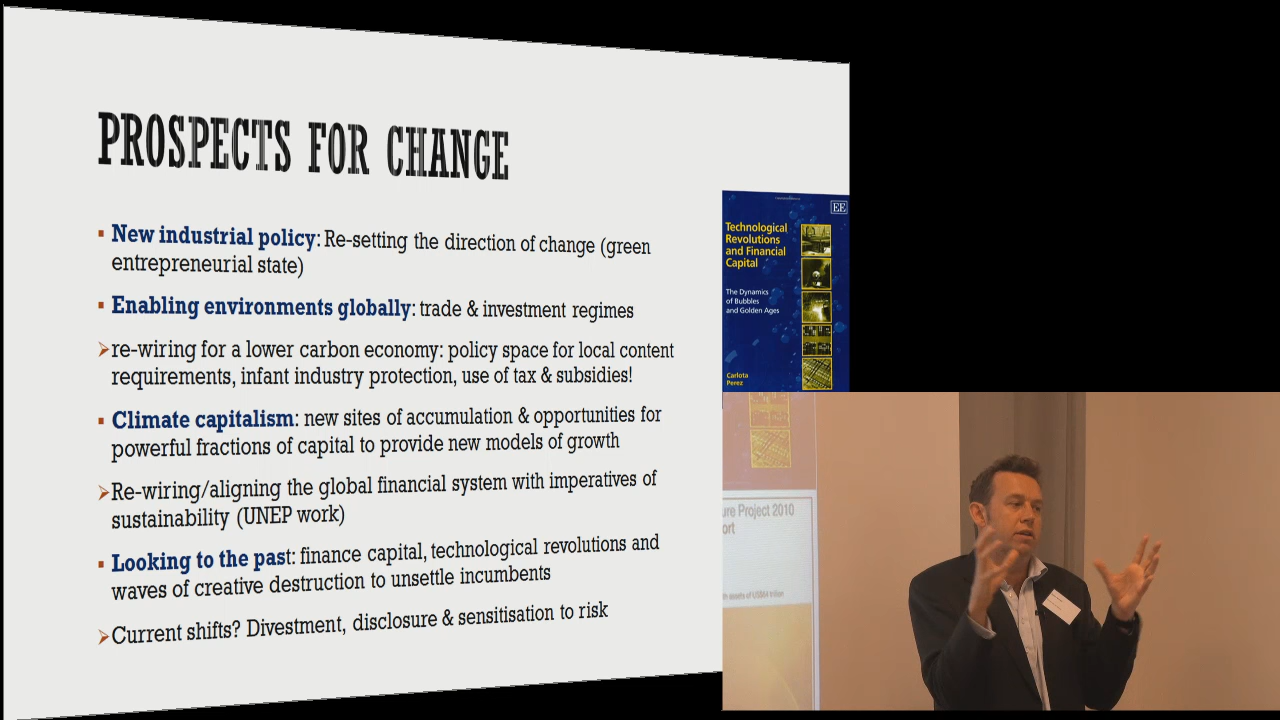 PROSPECTS FOR CHANGE
▪ New industrial policy: Re-setting the direction of change (green
entrepreneurial state)
▪ Enabling environments globally: trade & investment regimes
➢re-wiring for a lower carbon economy: policy space for local content
requirements, infant industry protection, use of tax & subsidies!
▪ Climate capitalism: new sites of accumulation & opportunities for
powerful fractions of capital to provide new models of growth
➢Re-wiring/aligning the global financial system with imperatives of
sustainability (UNEP work)
▪ Looking to the past: finance capital, technological revolutions and
waves of creative destruction to unsettle incumbents
➢Current shifts? Divestment, disclosure & sensitisation to risk
EE
Technological
Revolutions
and Financial
Capital
The Dynamics
of Bubbles
and Golden Ages
Carlota
Perez
ure Project 2010
ort
assets of US$64 trillion